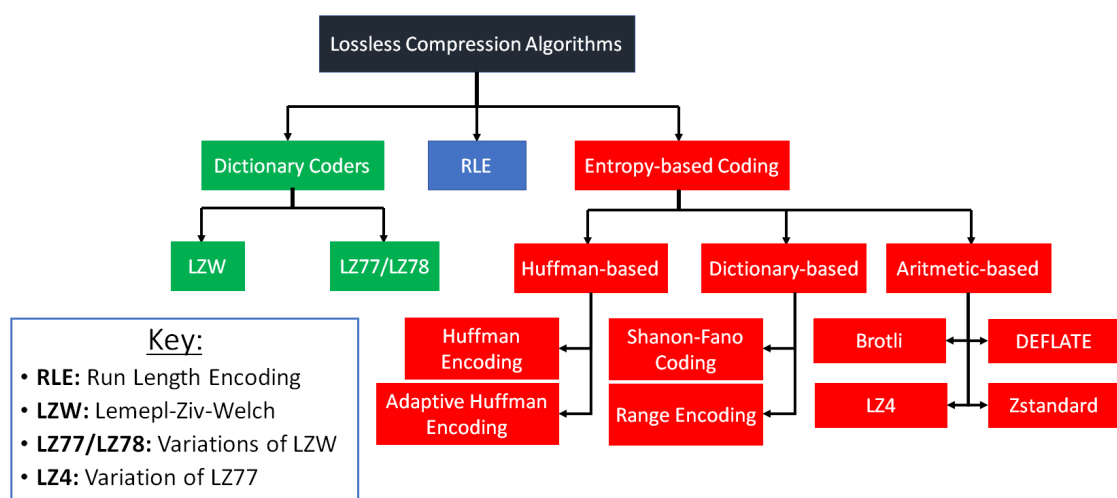 Lossless Compression Algorithms
Dictionary Coders
RLE
Entropy-based Coding
LZW
LZ77/LZ78
Huffman-based
Dictionary-based
Aritmetic-based
Huffman
Encoding
Adaptive Huffman
Encoding
Shanon-Fano
Coding
Range Encoding
Brotli
DEFLATE
LZ4
Zstandard
Key:
• RLE: Run Length Encoding
• LZW: Lemepl-Ziv-Welch
• LZ77/LZ78: Variations of LZW
• LZ4: Variation of LZ77